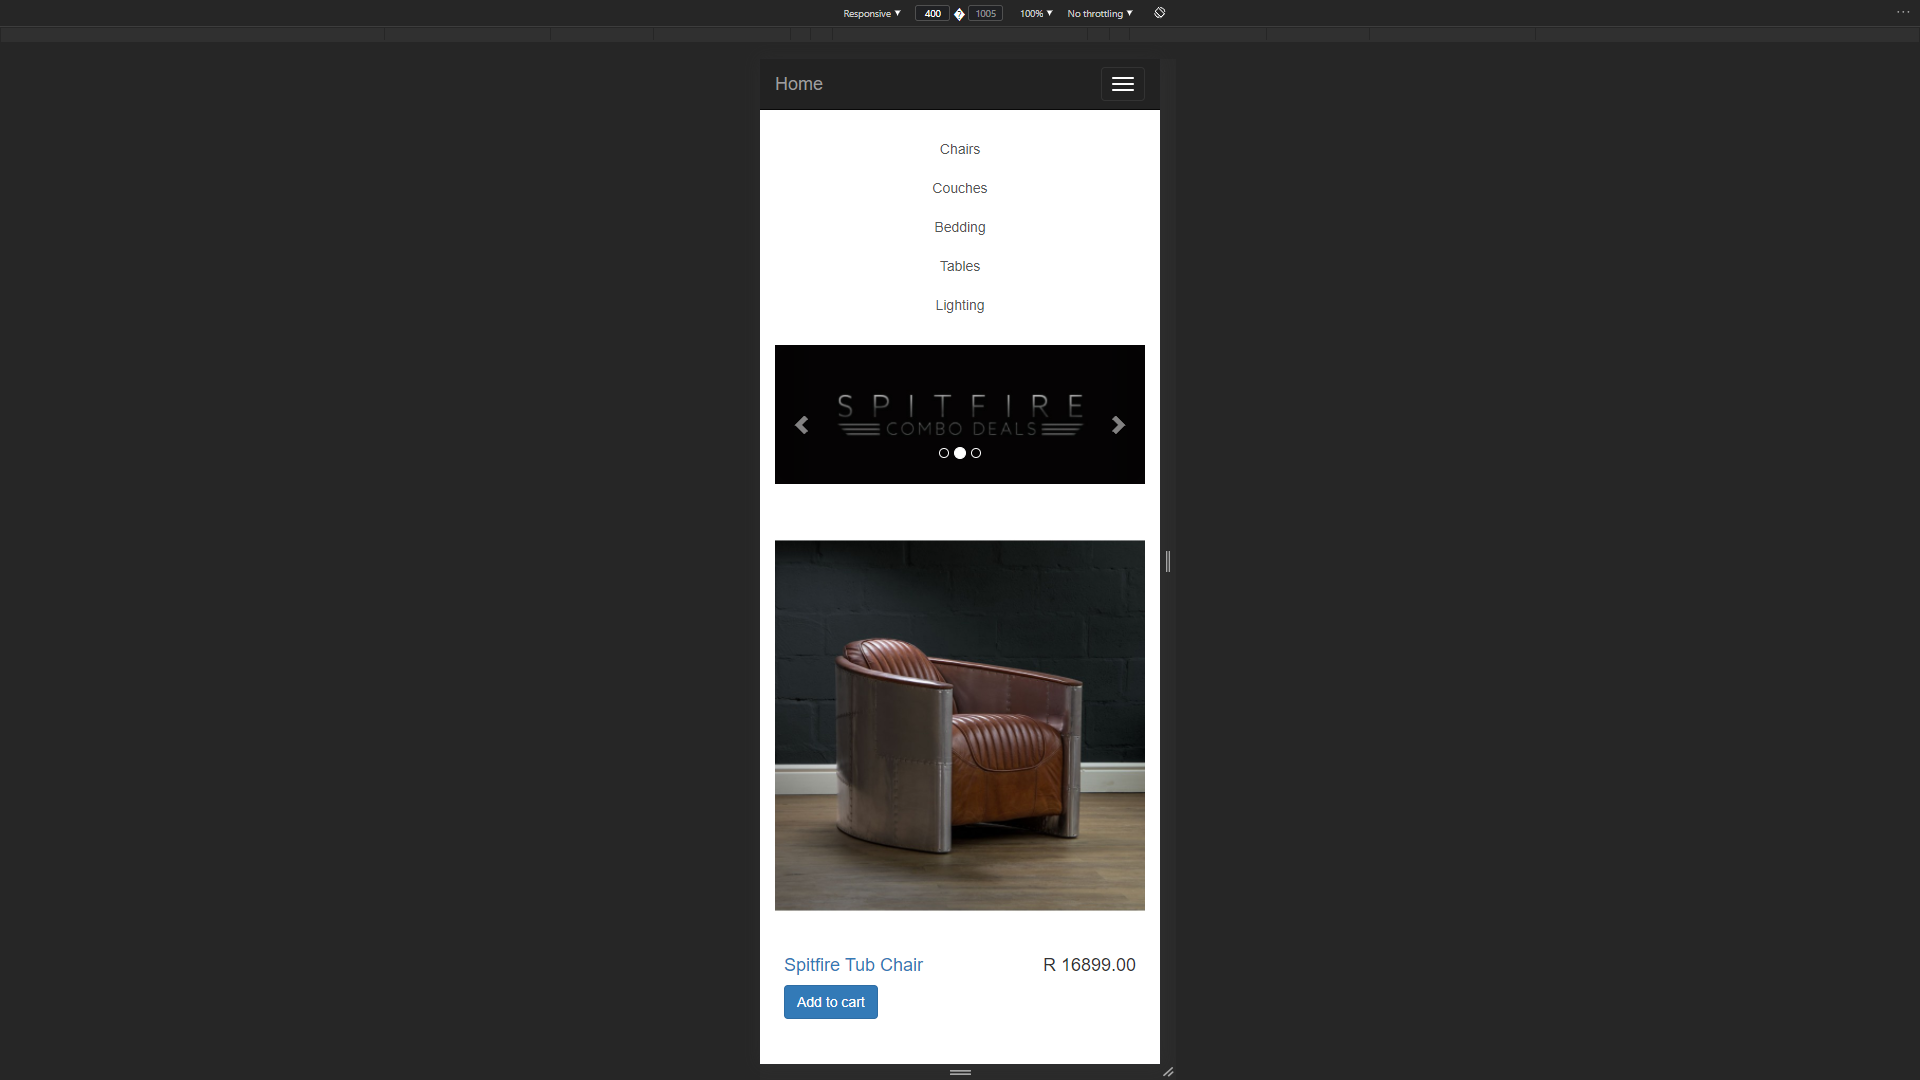 Responsive 400 1005 100% No throttling
Home
Chairs
Couches
Bedding
Tables
Lighting
SPITFIRE
COMBO DEALS
Spitfire Tub Chair R 16899.00
Add to cart